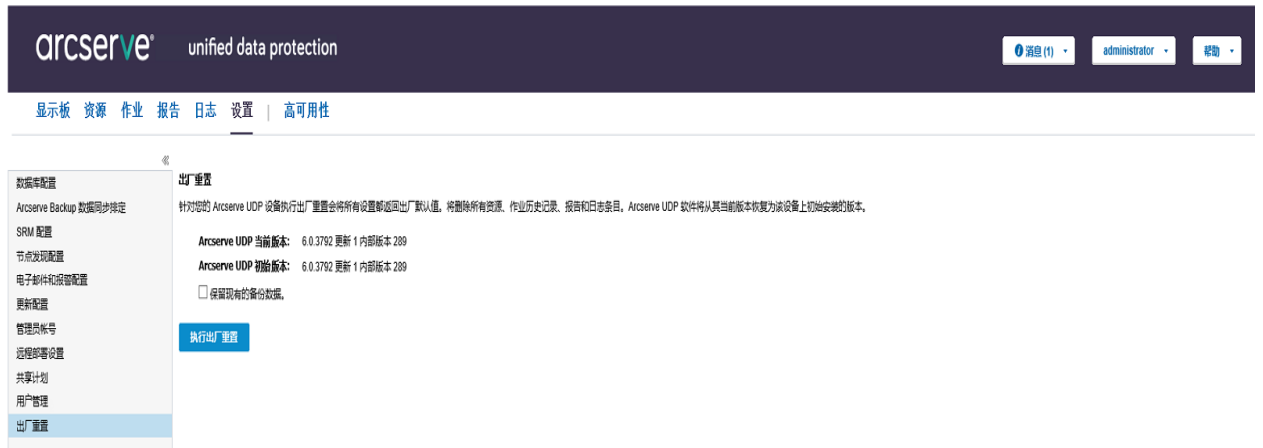 arcserve® unified data protection
消息 (1) administrator 帮助
显示板 资源 作业 报告 日志 设置 | 高可用性
数据库配置
Arcserve Backup 数据同步排定
SRM 配置
节点发现配置
电子邮件和报警配置
更新配置
管理员帐号
远程部署设置
共享计划
用户管理
出厂重置
出厂重置
针对您的 Arcserve UDP 设备执行出厂重置会将所有设置都返回出厂默认值。将删除所有资源、作业历史记录、报告和日志条目。Arcserve UDP 软件将从其当前版本恢复为该设备上初始安装的版本。
Arcserve UDP 当前版本: 6.0.3792 更新 1 内部版本 289
Arcserve UDP 初始版本: 6.0.3792 更新 1 内部版本 289
保留现有的备份数据。
执行出厂重置